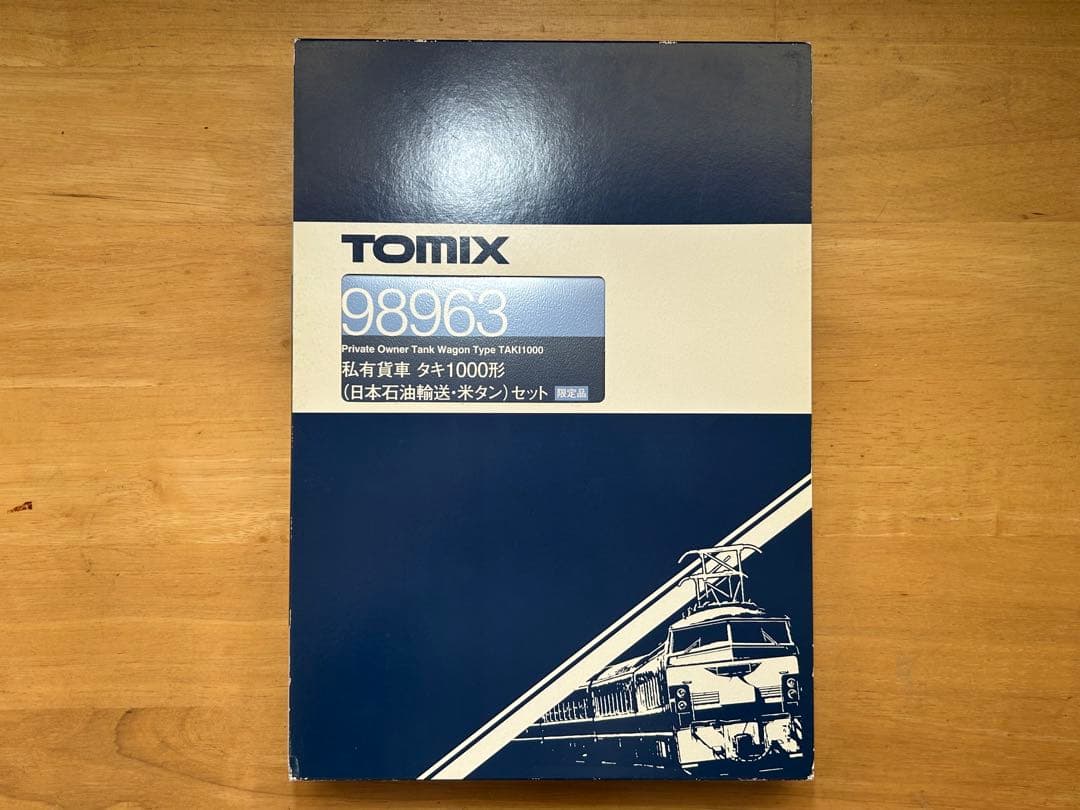 TOMIX
98963
Private Owner Tank Wagon Type TAKI1000
私有貨車 タキ1000形
(日本石油輸送・米タン)セット 限定品